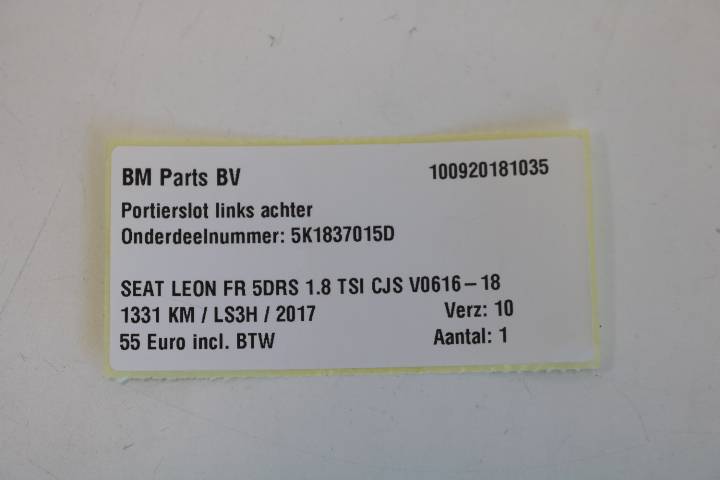 BM Parts BV 100920181035
Portierslot links achter
Onderdeelnummer: 5K1837015D
SEAT LEON FR 5DRS 1.8 TSI CJS V0616-18
1331 KM / LS3H / 2017 Verz: 10
55 Euro incl. BTW Aantal: 1